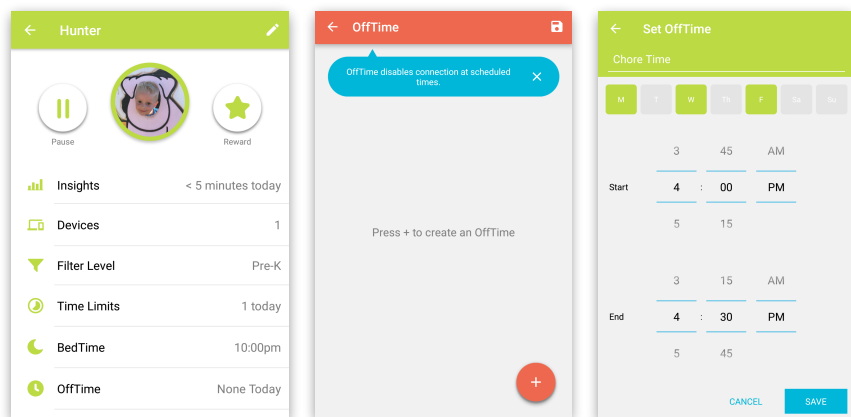 Hunter
Pause
Reward
Insights < 5 minutes today
Devices 1
Filter Level Pre-K
Time Limits 1 today
BedTime 10:00pm
OffTime None Today
OffTime
OffTime disables connection at scheduled
times.
Press + to create an OffTime
+
Set OffTime
Chore Time
M T W Th F Sa Su
3 45 AM
Start 4 : 00 PM
5 15
3 15 AM
End 4 : 30 PM
5 45
CANCEL SAVE